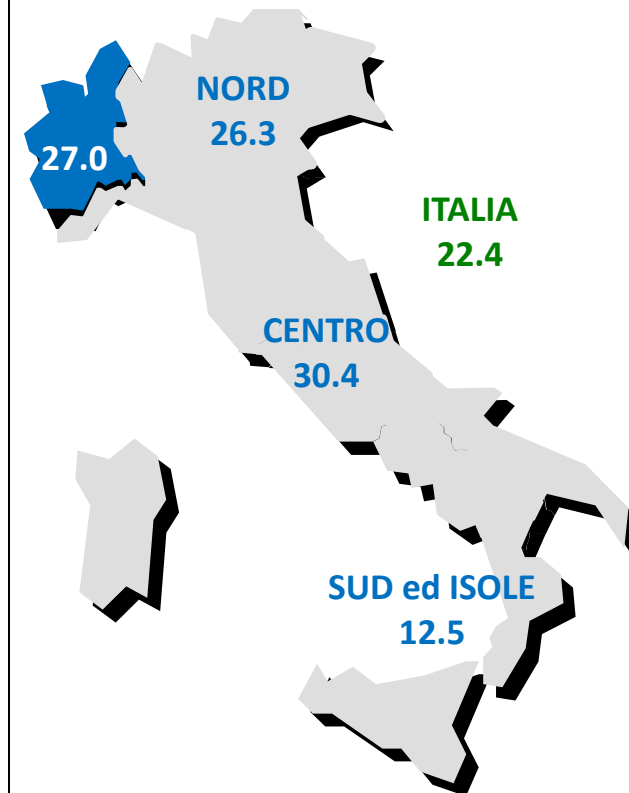 NORD
26.3
27.0
ITALIA
22.4
CENTRO
30.4
SUD ed ISOLE
12.5